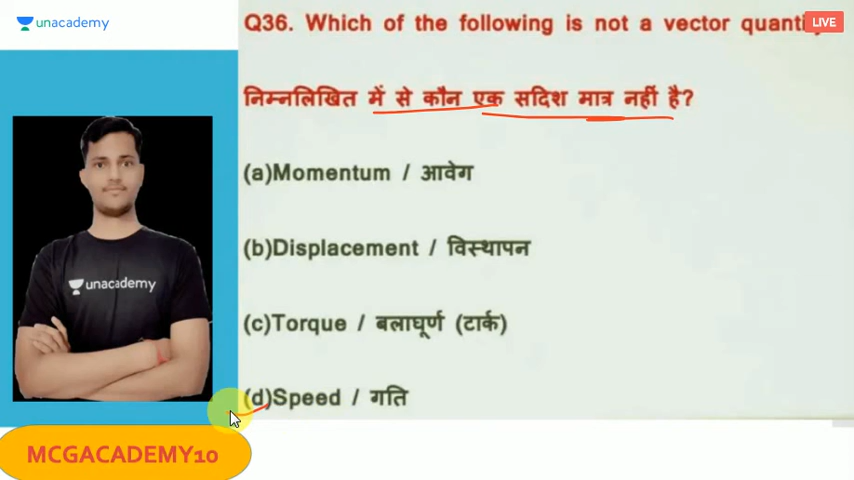 unacademy
Q36. Which of the following is not a vector quanti
LIVE
निम्नलिखित में से कौन एक सदिश मात्र नहीं है?
(a)Momentum / आवेग
(b)Displacement / विस्थापन
unacademy
(c)Torque / बलाघूर्ण (टार्क)
(d)Speed / गति
MCGACADEMY10